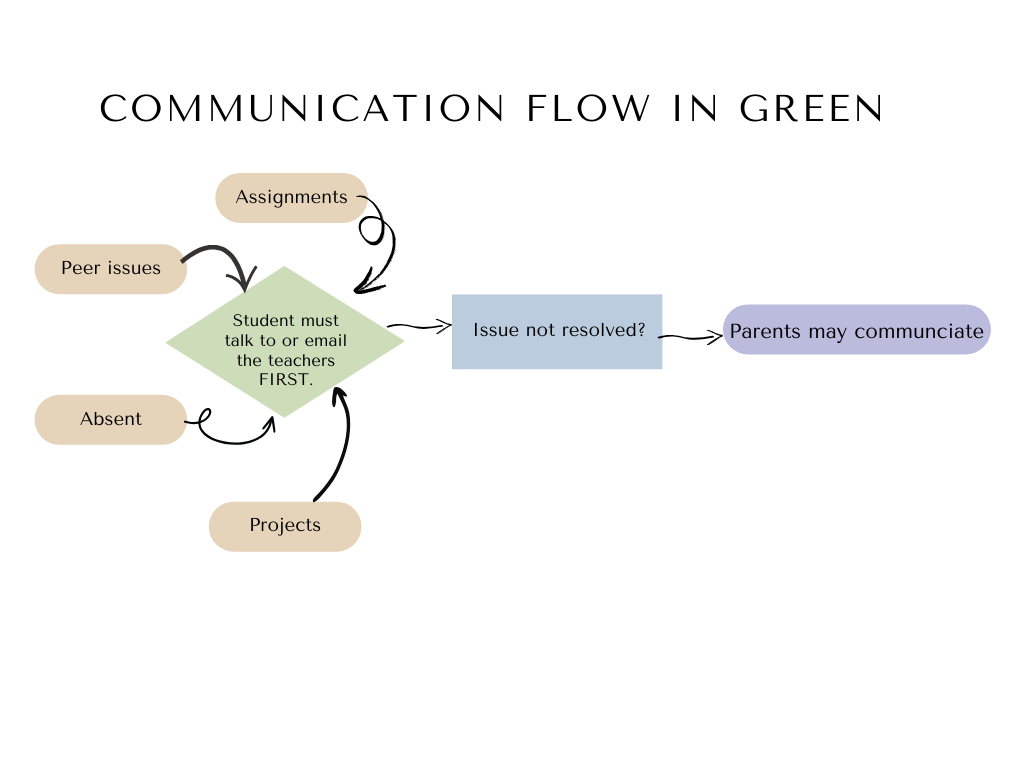 COMMUNICATION FLOW IN GREEN
Assignments
Peer issues
Student must
talk to or email
the teachers
FIRST.
Issue not resolved?
Parents may communciate
Absent
Projects